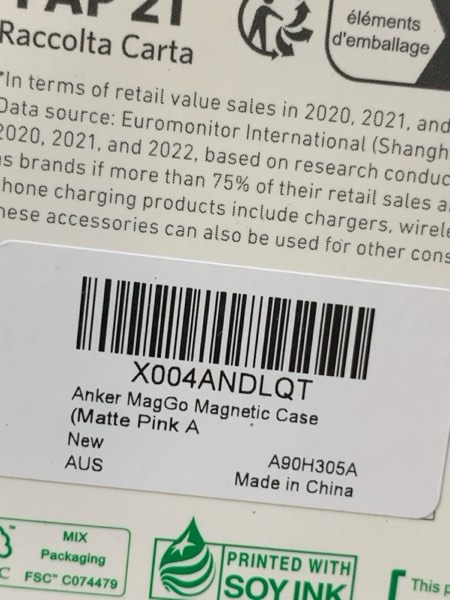 PAP 21
Raccolta Carta
éléments
d'emballage
*In terms of retail value sales in 2020, 2021, and
Data source: Euromonitor International (Shangh
2020, 2021, and 2022, based on research conduc
as brands if more than 75% of their retail sales a
hone charging products include chargers, wirele
hese accessories can also be used for other cons
X004ANDLQT
Anker MagGo Magnetic Case
(Matte Pink A
New
A90H305A
AUS
Made in China
MIX
Packaging
FSC™ C074479
PRINTED WITH
SOY INK
This p